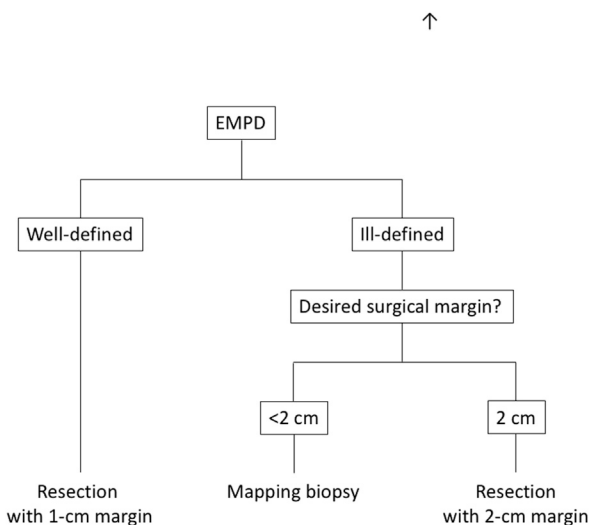 ↑
EMPD
Well-defined
Ill-defined
Desired surgical margin?
<2 cm
2 cm
Resection
with 1-cm margin
Mapping biopsy
Resection
with 2-cm margin